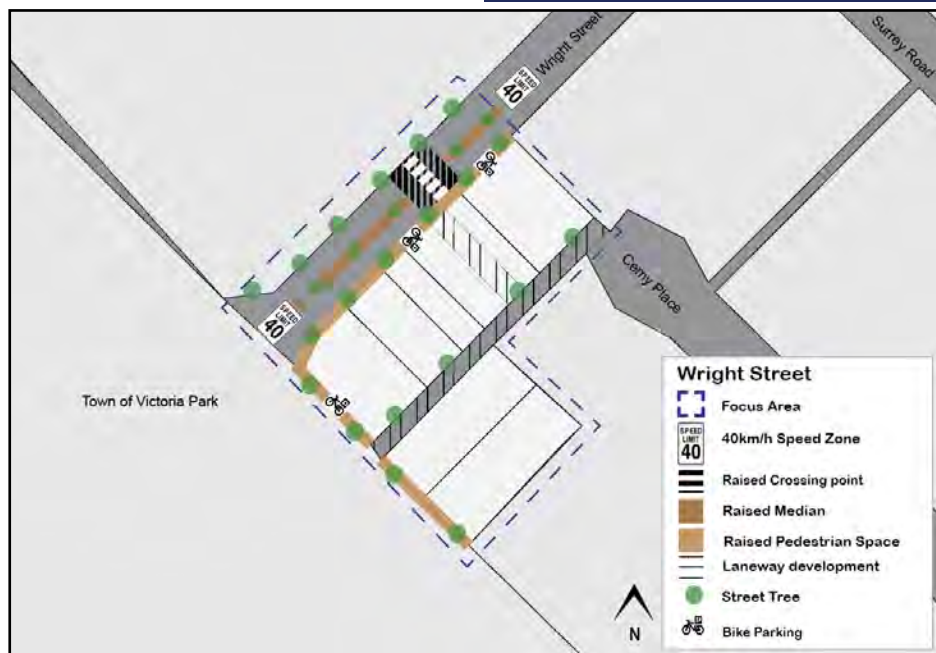 Wright Street
Surrey Road
SPEED
LIMIT
40
Cerny Place
SPEED
LIMIT
40
Town of Victoria Park
Wright Street
Focus Area
SPEED
LIMIT
40
40km/h Speed Zone
Raised Crossing point
Raised Median
Raised Pedestrian Space
Laneway development
Street Tree
Bike Parking
N